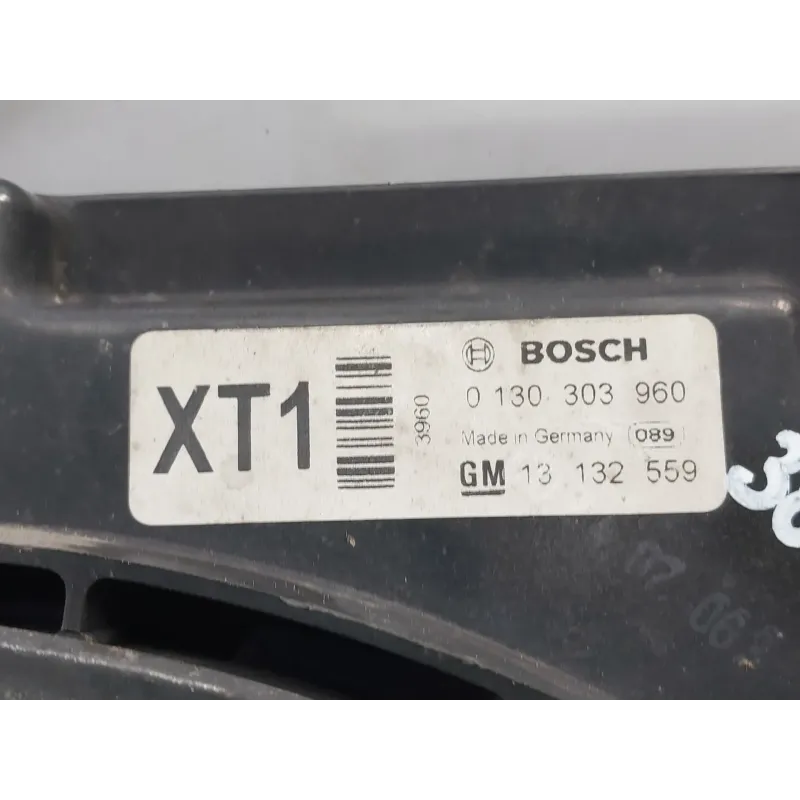 XT1
3960
BOSCH
0 130 303 960
Made in Germany 089
GM 13 132 559